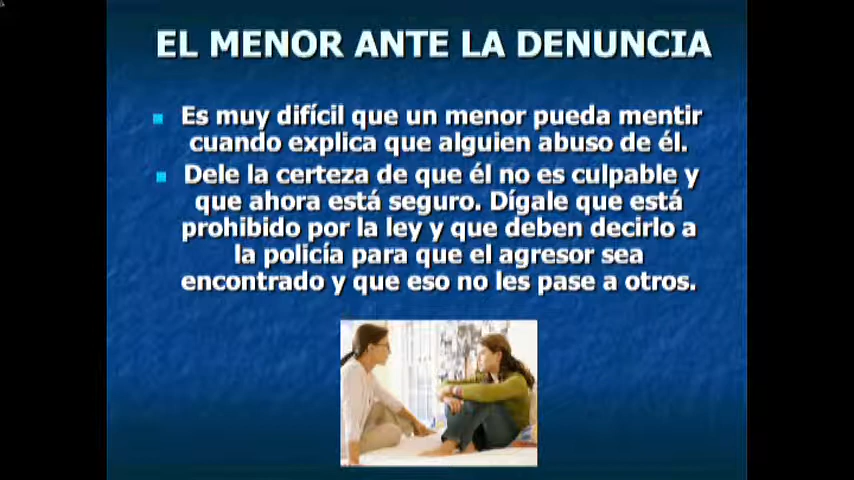 EL MENOR ANTE LA DENUNCIA
Es muy difícil que un menor pueda mentir
cuando explica que alguien abuso de él.
Dele la certeza de que él no es culpable y
que ahora está seguro. Dígale que está
prohibido por la ley y que deben decirlo a
la policía para que el agresor sea
encontrado y que eso no les pase a otros.